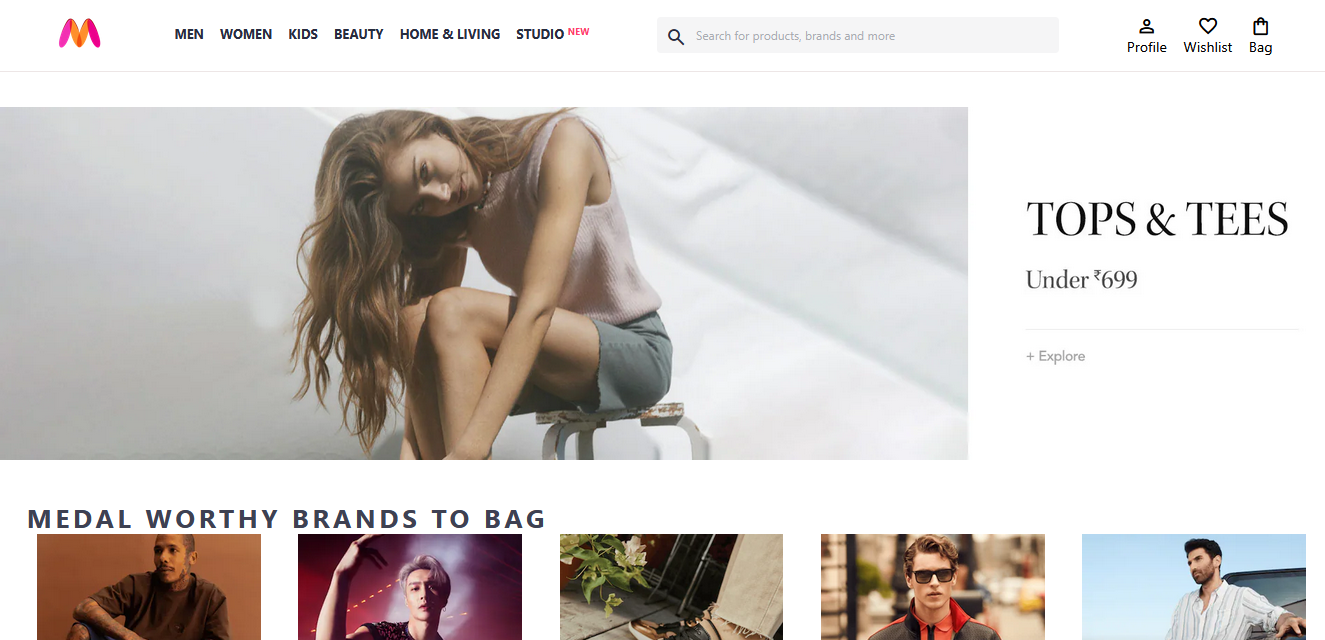 MEN WOMEN KIDS BEAUTY HOME & LIVING STUDIO NEW
Search for products, brands and more
Profile Wishlist Bag
TOPS & TEES
Under ₹699
+ Explore
MEDAL WORTHY BRANDS TO BAG